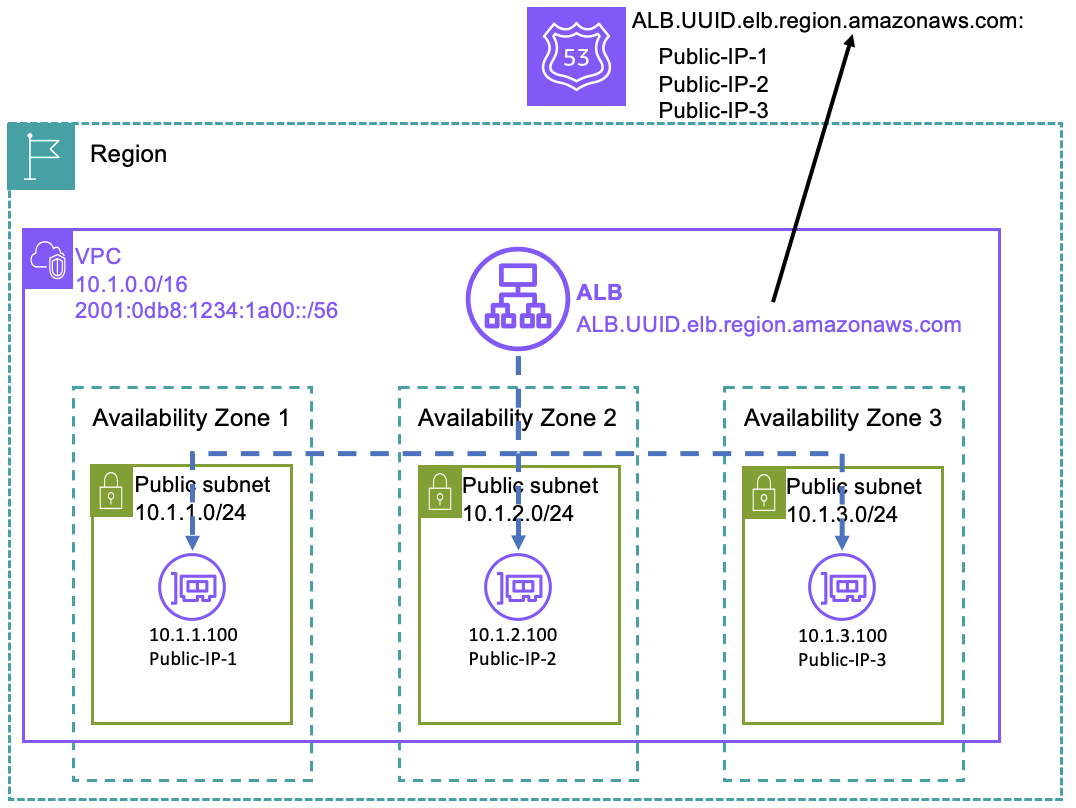 53
ALB.UUID.elb.region.amazonaws.com:
Public-IP-1
Public-IP-2
Public-IP-3
Region
VPC
10.1.0.0/16
2001:0db8:1234:1a00::/56
ALB
ALB.UUID.elb.region.amazonaws.com
Availability Zone 1
Availability Zone 2
Availability Zone 3
Public subnet
10.1.1.0/24
Public subnet
10.1.2.0/24
Public subnet
10.1.3.0/24
10.1.1.100
Public-IP-1
10.1.2.100
Public-IP-2
10.1.3.100
Public-IP-3